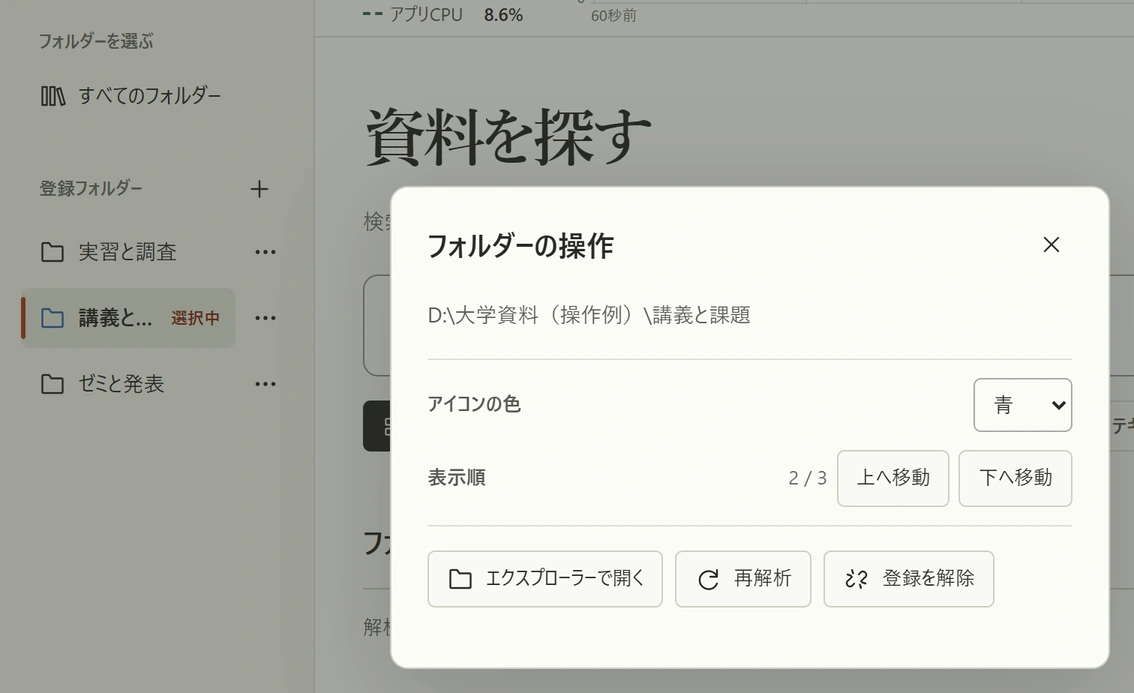 フォルダーを選ぶ
すべてのフォルダー
登録フォルダー
実習と調査
講義と... 選択中
ゼミと発表
アプリCPU 8.6%
60秒前
資料を探す
フォルダーの操作
D:\大学資料（操作例）\講義と課題
アイコンの色 青
表示順 2 / 3 上へ移動 下へ移動
エクスプローラーで開く 再解析 登録を解除